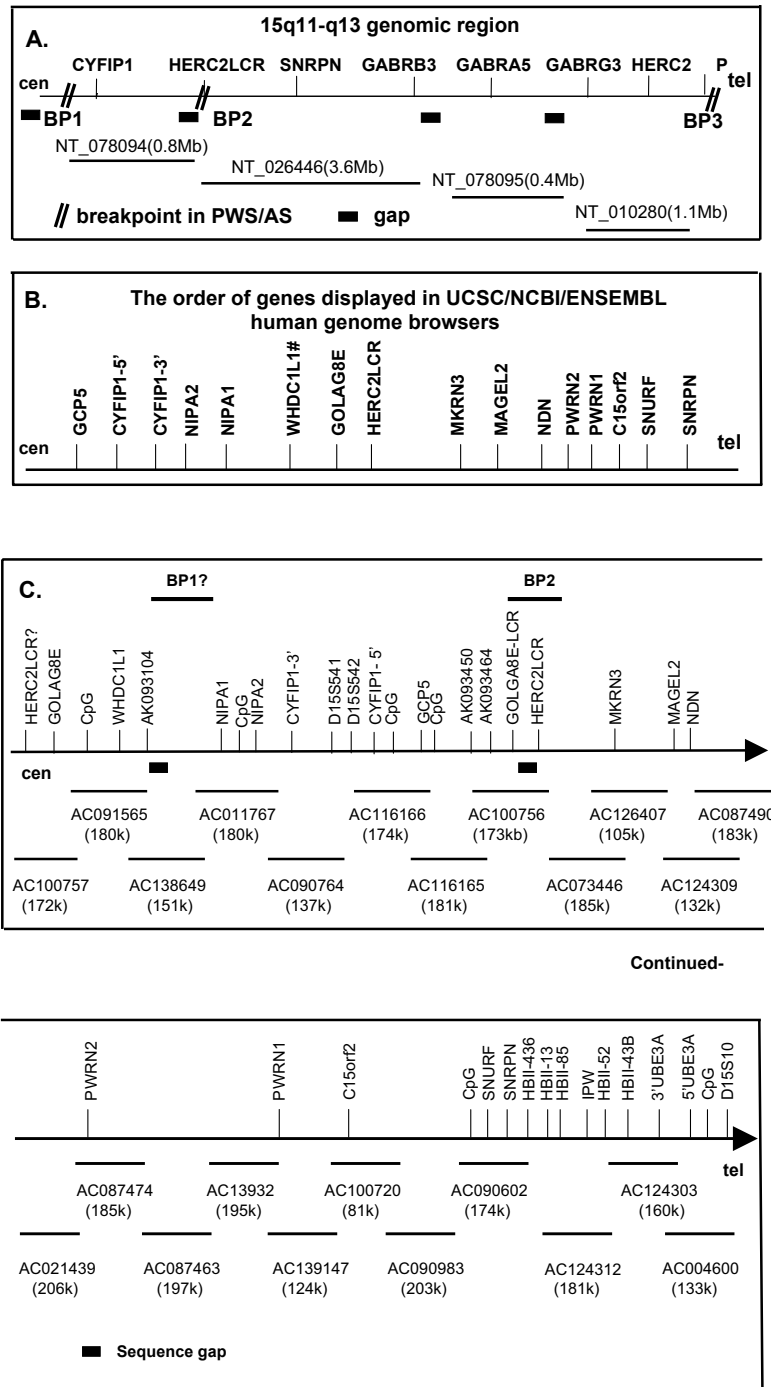 A.
15q11-q13 genomic region
CYFIP1 HERC2LCR SNRPN GABRB3 GABRA5 GABRG3 HERC2 P
cen tel
BP1 BP2 BP3
NT_078094(0.8Mb)
NT_026446(3.6Mb)
NT_078095(0.4Mb)
NT_010280(1.1Mb)
// breakpoint in PWS/AS gap
B.
The order of genes displayed in UCSC/NCBI/ENSEMBL
human genome browsers
GCP5 CYFIP1-5' CYFIP1-3' NIPA2 NIPA1 WHDC1L1# GOLAG8E HERC2LCR MKRN3 MAGEL2 NDN PWRN2 PWRN1 C15orf2 SNURF SNRPN
cen tel
C.
BP1? BP2
HERC2LCR? GOLAG8E CpG WHDC1L1 AK093104 NIPA1 CpG NIPA2 CYFIP1-3' D15S541 D15S542 CYFIP1- 5' CpG GCP5 CpG AK093450 AK093464 GOLGA8E-LCR HERC2LCR MKRN3 MAGEL2 NDN
cen
AC091565 AC011767 AC116166 AC100756 AC126407 AC087490
(180k) (180k) (174k) (173kb) (105k) (183k)
AC100757 AC138649 AC090764 AC116165 AC073446 AC124309
(172k) (151k) (137k) (181k) (185k) (132k)
Continued-
PWRN2 PWRN1 C15orf2 CpG SNURF SNRPN HBII-436 HBII-13 HBII-85 IPW HBII-52 HBII-43B 3'UBE3A 5'UBE3A CpG D15S10
tel
AC087474 AC13932 AC100720 AC090602 AC124303
(185k) (195k) (81k) (174k) (160k)
AC021439 AC087463 AC139147 AC090983 AC124312 AC004600
(206k) (197k) (124k) (203k) (181k) (133k)
Sequence gap